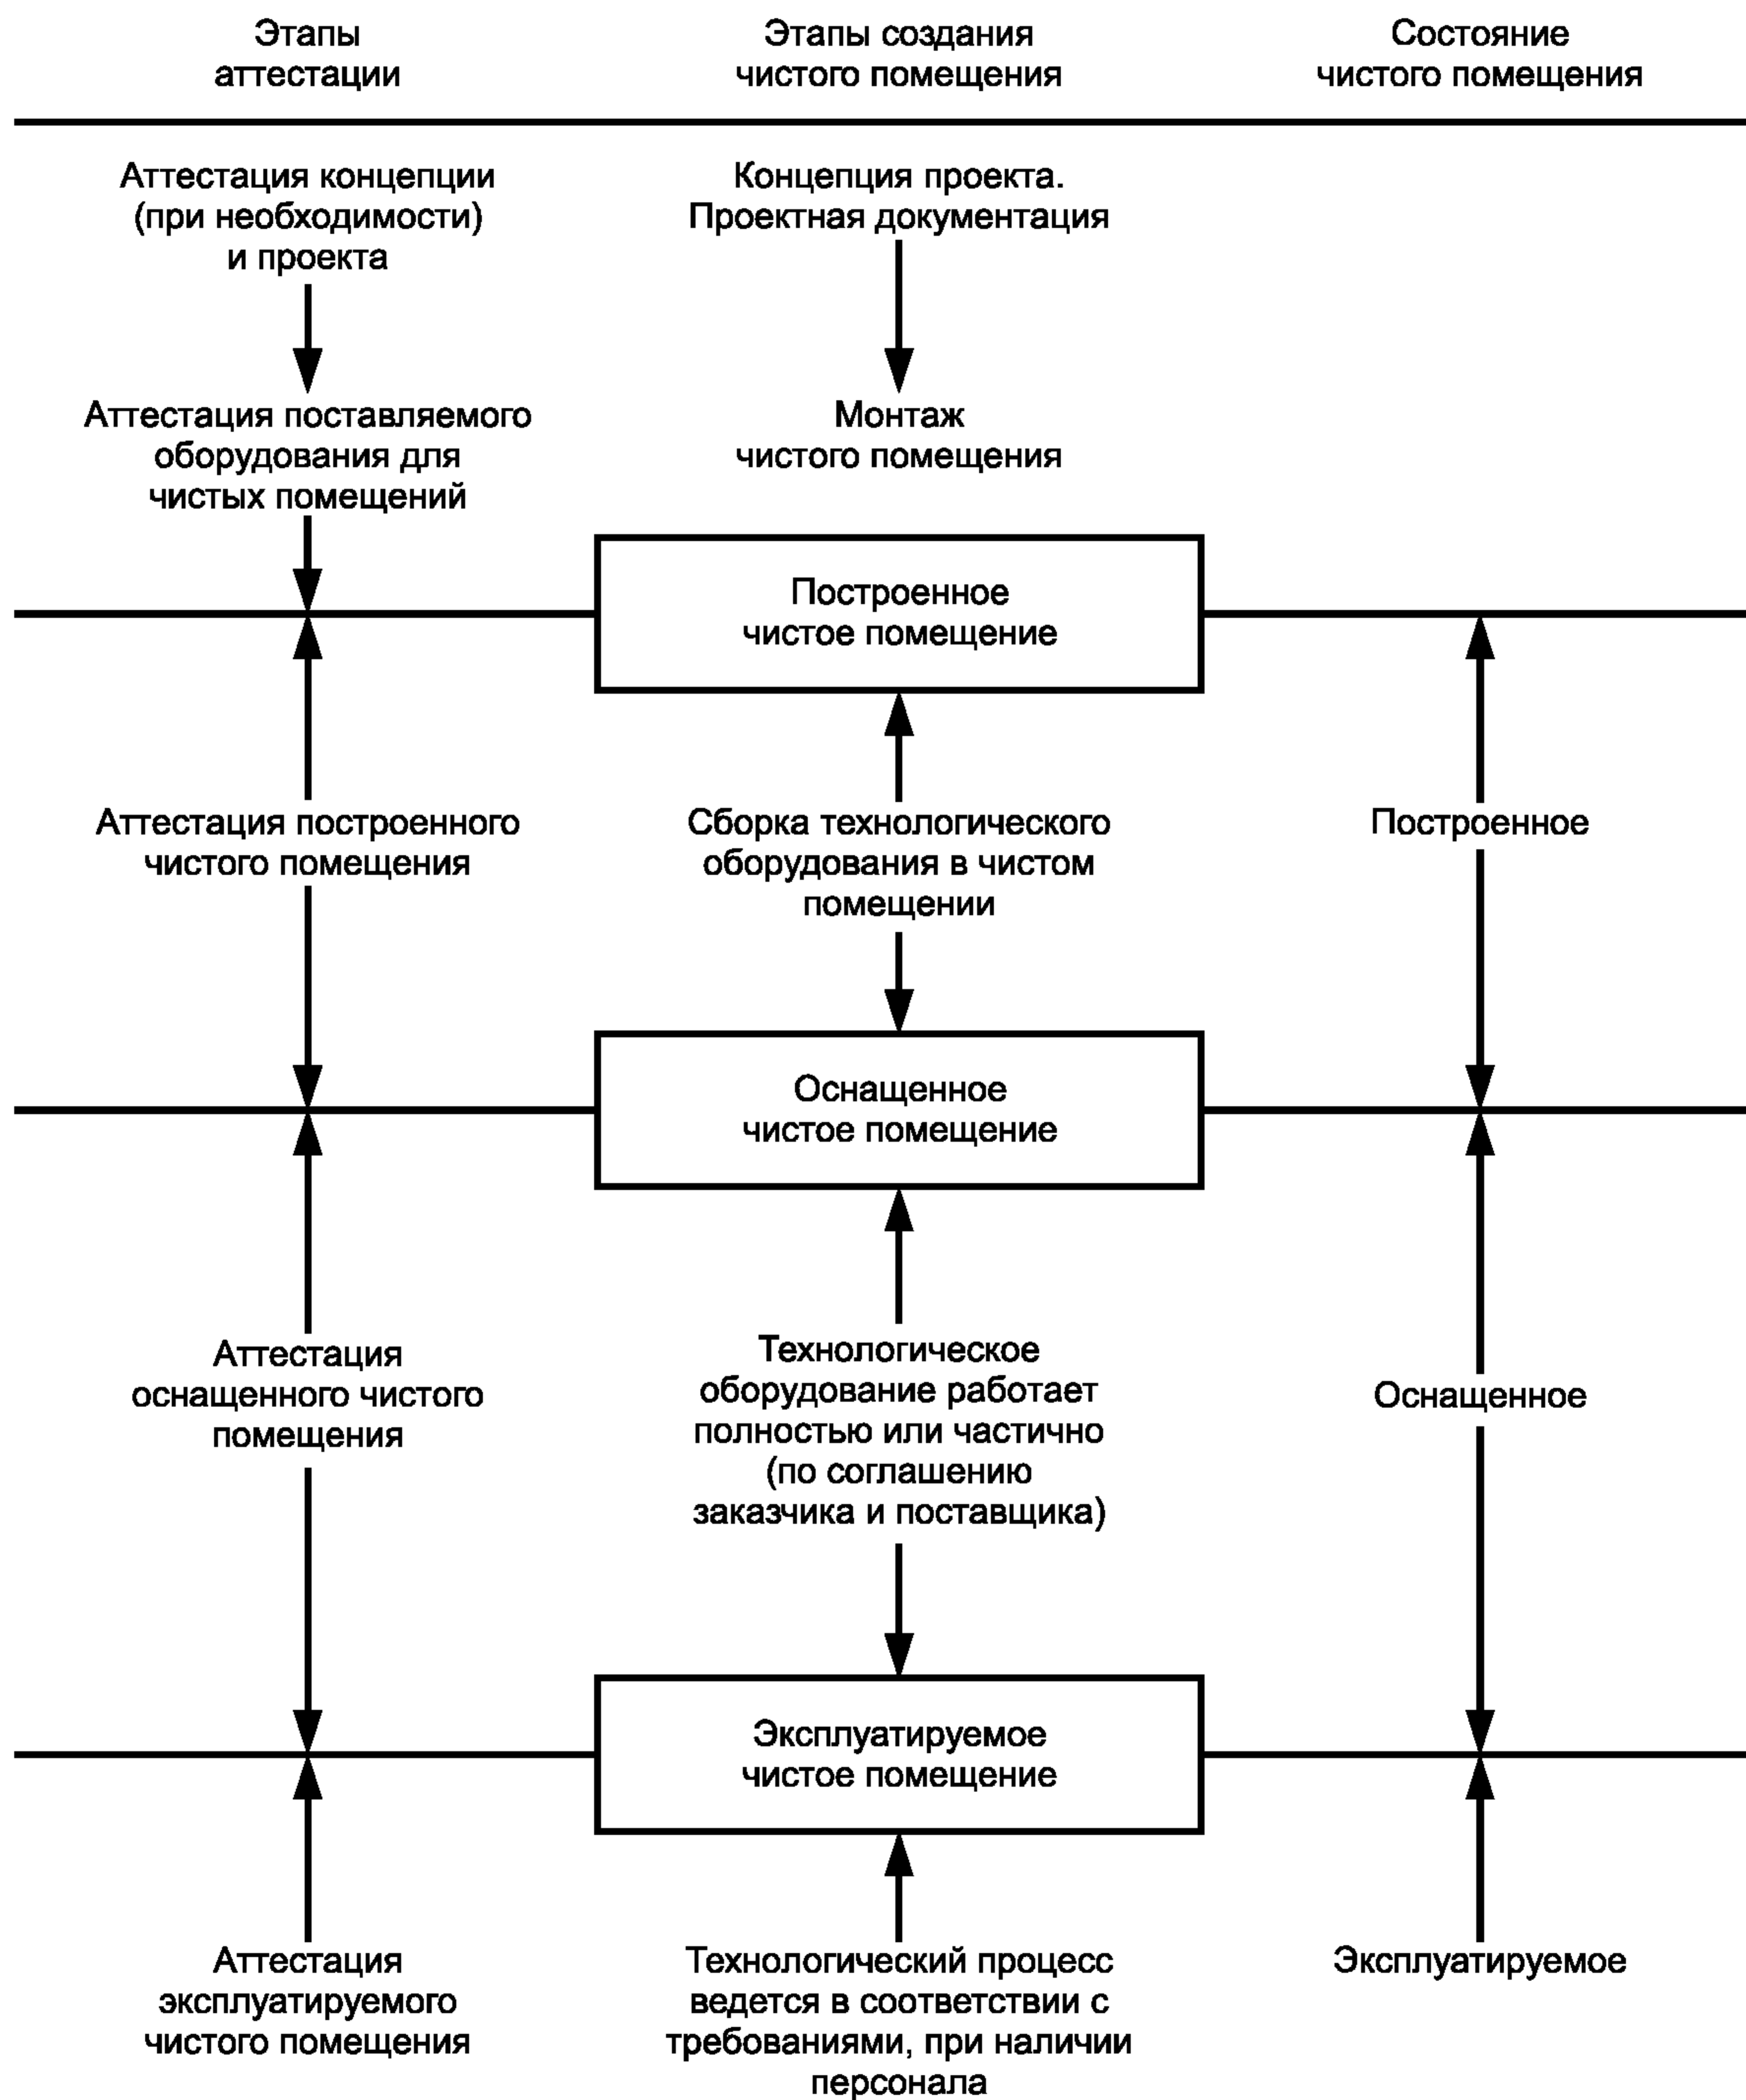 Этапы
аттестации
Этапы создания
чистого помещения
Состояние
чистого помещения
Аттестация концепции
(при необходимости)
и проекта
Концепция проекта.
Проектная документация
Аттестация поставляемого
оборудования для
чистых помещений
Монтаж
чистого помещения
Построенное
чистое помещение
Аттестация построенного
чистого помещения
Сборка технологического
оборудования в чистом
помещении
Построенное
Оснащенное
чистое помещение
Аттестация
оснащенного чистого
помещения
Технологическое
оборудование работает
полностью или частично
(по соглашению
заказчика и поставщика)
Оснащенное
Эксплуатируемое
чистое помещение
Аттестация
эксплуатируемого
чистого помещения
Технологический процесс
ведется в соответствии с
требованиями, при наличии
персонала
Эксплуатируемое